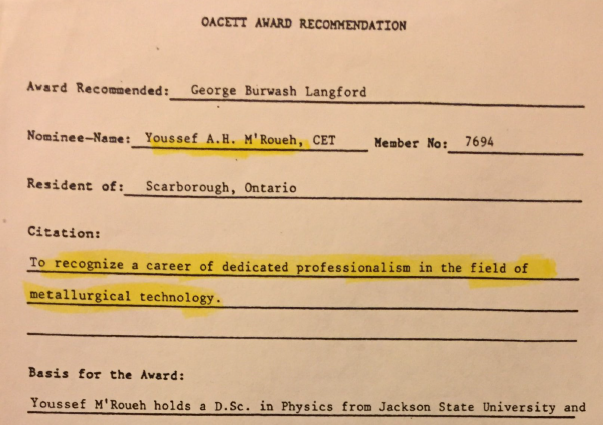 OACETT AWARD RECOMMENDATION
Award Recommended: George Burwash Langford
Nominee-Name: Youssef A.H. M'Roueh, CET Member No: 7694
Resident of: Scarborough, Ontario
Citation:
To recognize a career of dedicated professionalism in the field of
metallurgical technology.
Basis for the Award:
Youssef M'Roueh holds a D.Sc. in Physics from Jackson State University and